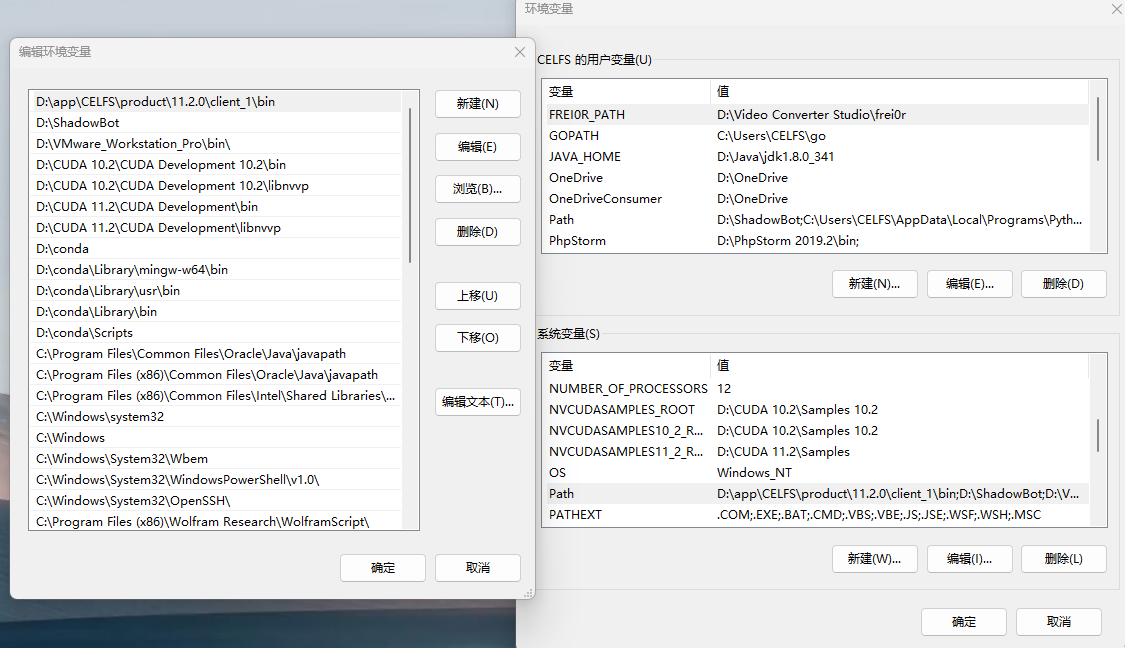 编辑环境变量
D:\app\CELFS\product\11.2.0\client_1\bin
D:\ShadowBot
D:\VMware_Workstation_Pro\bin\
D:\CUDA 10.2\CUDA Development 10.2\bin
D:\CUDA 10.2\CUDA Development 10.2\libnvvp
D:\CUDA 11.2\CUDA Development\bin
D:\CUDA 11.2\CUDA Development\libnvvp
D:\conda
D:\conda\Library\mingw-w64\bin
D:\conda\Library\usr\bin
D:\conda\Library\bin
D:\conda\Scripts
C:\Program Files\Common Files\Oracle\Java\javapath
C:\Program Files (x86)\Common Files\Oracle\Java\javapath
C:\Program Files (x86)\Common Files\Intel\Shared Libraries\...
C:\Windows\system32
C:\Windows
C:\Windows\System32\Wbem
C:\Windows\System32\WindowsPowerShell\v1.0\
C:\Windows\System32\OpenSSH\
C:\Program Files (x86)\Wolfram Research\WolframScript\
新建(N)
编辑(E)
浏览(B)...
删除(D)
上移(U)
下移(O)
编辑文本(T)...
确定 取消
环境变量
CELFS 的用户变量(U)
变量 值
FREI0R_PATH D:\Video Converter Studio\frei0r
GOPATH C:\Users\CELFS\go
JAVA_HOME D:\Java\jdk1.8.0_341
OneDrive D:\OneDrive
OneDriveConsumer D:\OneDrive
Path D:\ShadowBot;C:\Users\CELFS\AppData\Local\Programs\Pyth...
PhpStorm D:\PhpStorm 2019.2\bin;
新建(N)... 编辑(E)... 删除(D)
系统变量(S)
变量 值
NUMBER_OF_PROCESSORS 12
NVCUDASAMPLES_ROOT D:\CUDA 10.2\Samples 10.2
NVCUDASAMPLES10_2_R... D:\CUDA 10.2\Samples 10.2
NVCUDASAMPLES11_2_R... D:\CUDA 11.2\Samples
OS Windows_NT
Path D:\app\CELFS\product\11.2.0\client_1\bin;D:\ShadowBot;D:\V...
PATHEXT .COM;.EXE;.BAT;.CMD;.VBS;.VBE;.JS;.JSE;.WSF;.WSH;.MSC
新建(W)... 编辑(I)... 删除(L)
确定 取消